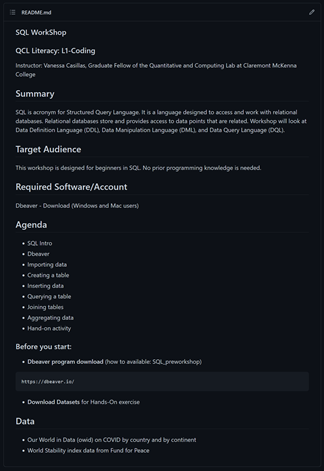 README.md
SQL WorkShop
QCL Literacy: L1-Coding
Instructor: Vanessa Casillas, Graduate Fellow of the Quantitative and Computing Lab at Claremont McKenna
College
Summary
SQL is acronym for Structured Query Language. It is a language designed to access and work with relational
databases. Relational databases store and provides access to data points that are related. Workshop will look at
Data Definition Language (DDL), Data Manipulation Language (DML), and Data Query Language (DQL).
Target Audience
This workshop is designed for beginners in SQL. No prior programming knowledge is needed.
Required Software/Account
Dbeaver - Download (Windows and Mac users)
Agenda
• SQL Intro
• Dbeaver
• Importing data
• Creating a table
• Inserting data
• Querying a table
• Joining tables
• Aggregating data
• Hand-on activity
Before you start:
• Dbeaver program download (how to available: SQL_preworkshop)
https://dbeaver.io/
• Download Datasets for Hands-On exercise
Data
• Our World in Data (owid) on COVID by country and by continent
• World Stability index data from Fund for Peace